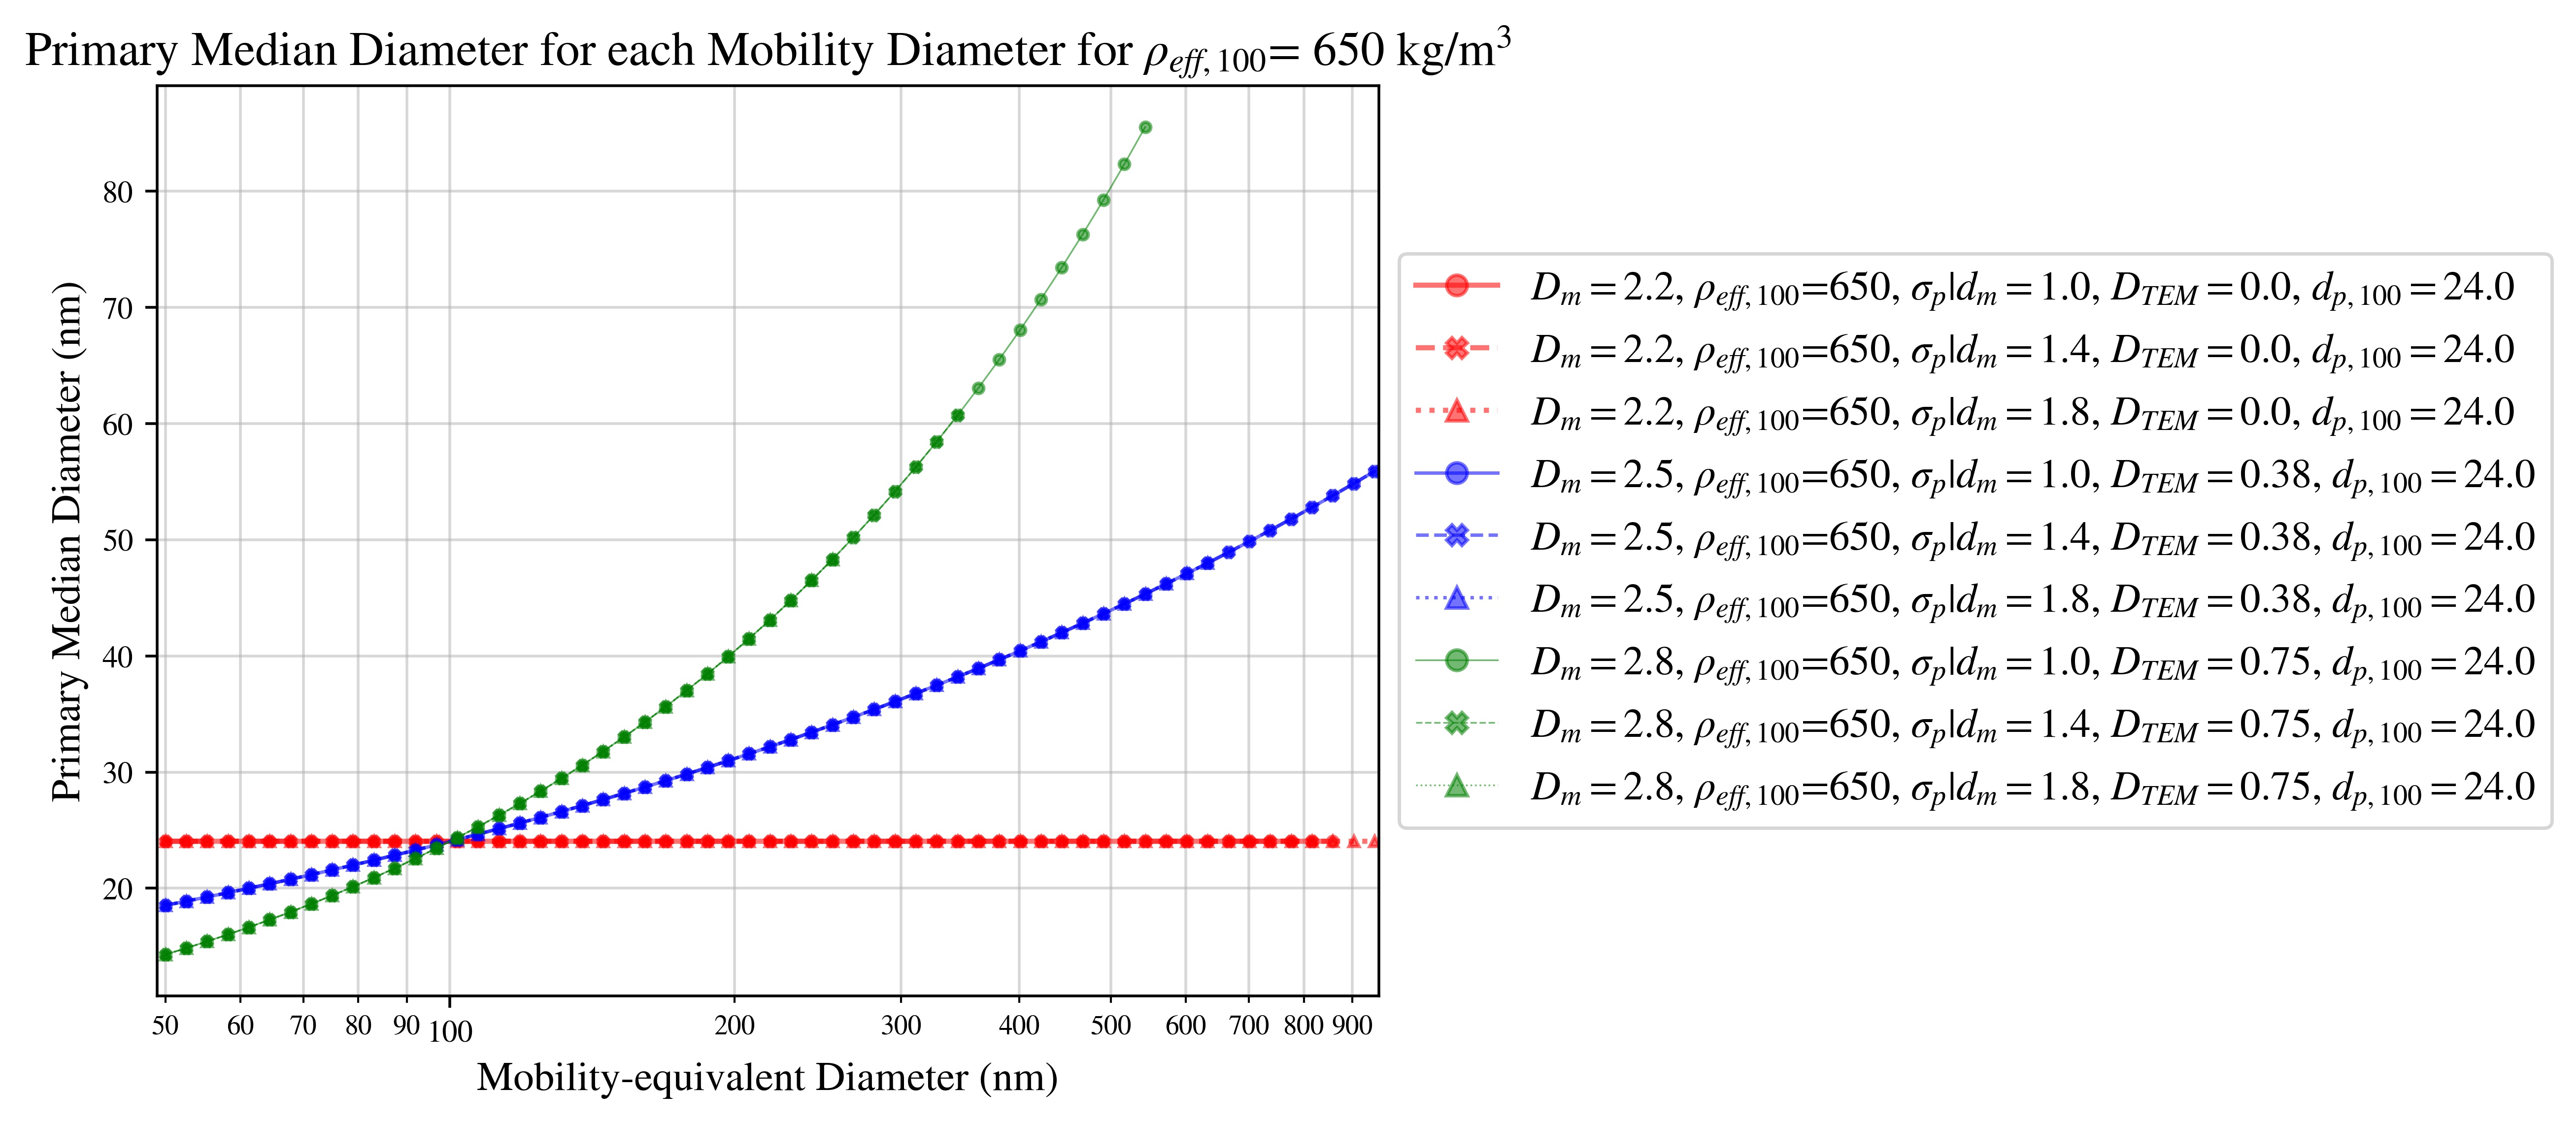 Primary Median Diameter for each Mobility Diameter for ρeff, 100= 650 kg/m³
Primary Median Diameter (nm)
80
70
60
50
40
30
20
50 60 70 80 90 100 200 300 400 500 600 700 800 900
Mobility-equivalent Diameter (nm)
Dm = 2.2, ρeff, 100=650, σp|dm = 1.0, DTEM = 0.0, dp, 100 = 24.0
Dm = 2.2, ρeff, 100=650, σp|dm = 1.4, DTEM = 0.0, dp, 100 = 24.0
Dm = 2.2, ρeff, 100=650, σp|dm = 1.8, DTEM = 0.0, dp, 100 = 24.0
Dm = 2.5, ρeff, 100=650, σp|dm = 1.0, DTEM = 0.38, dp, 100 = 24.0
Dm = 2.5, ρeff, 100=650, σp|dm = 1.4, DTEM = 0.38, dp, 100 = 24.0
Dm = 2.5, ρeff, 100=650, σp|dm = 1.8, DTEM = 0.38, dp, 100 = 24.0
Dm = 2.8, ρeff, 100=650, σp|dm = 1.0, DTEM = 0.75, dp, 100 = 24.0
Dm = 2.8, ρeff, 100=650, σp|dm = 1.4, DTEM = 0.75, dp, 100 = 24.0
Dm = 2.8, ρeff, 100=650, σp|dm = 1.8, DTEM = 0.75, dp, 100 = 24.0